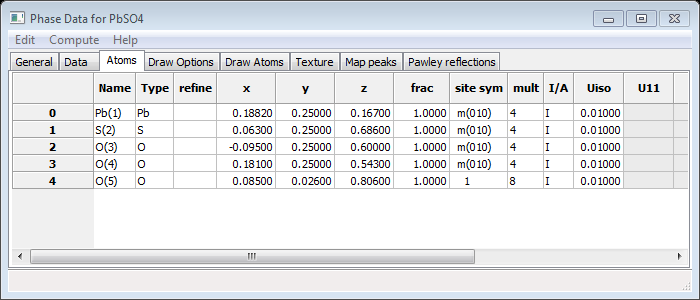 Phase Data for PbSO4
Edit Compute Help
General Data Atoms Draw Options Draw Atoms Texture Map peaks Pawley reflections
Name Type refine x y z frac site sym mult I/A Uiso U11
0 Pb(1) Pb 0.18820 0.25000 0.16700 1.0000 m(010) 4 I 0.01000
1 S(2) S 0.06300 0.25000 0.68600 1.0000 m(010) 4 I 0.01000
2 O(3) O -0.09500 0.25000 0.60000 1.0000 m(010) 4 I 0.01000
3 O(4) O 0.18100 0.25000 0.54300 1.0000 m(010) 4 I 0.01000
4 O(5) O 0.08500 0.02600 0.80600 1.0000 1 8 I 0.01000